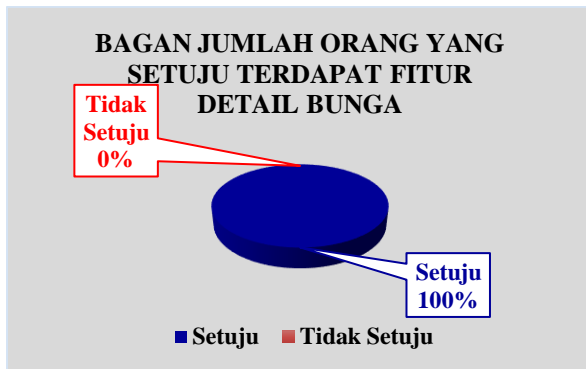 BAGAN JUMLAH ORANG YANG
SETUJU TERDAPAT FITUR
DETAIL BUNGA
Tidak
Setuju
0%
Setuju
100%
Setuju Tidak Setuju